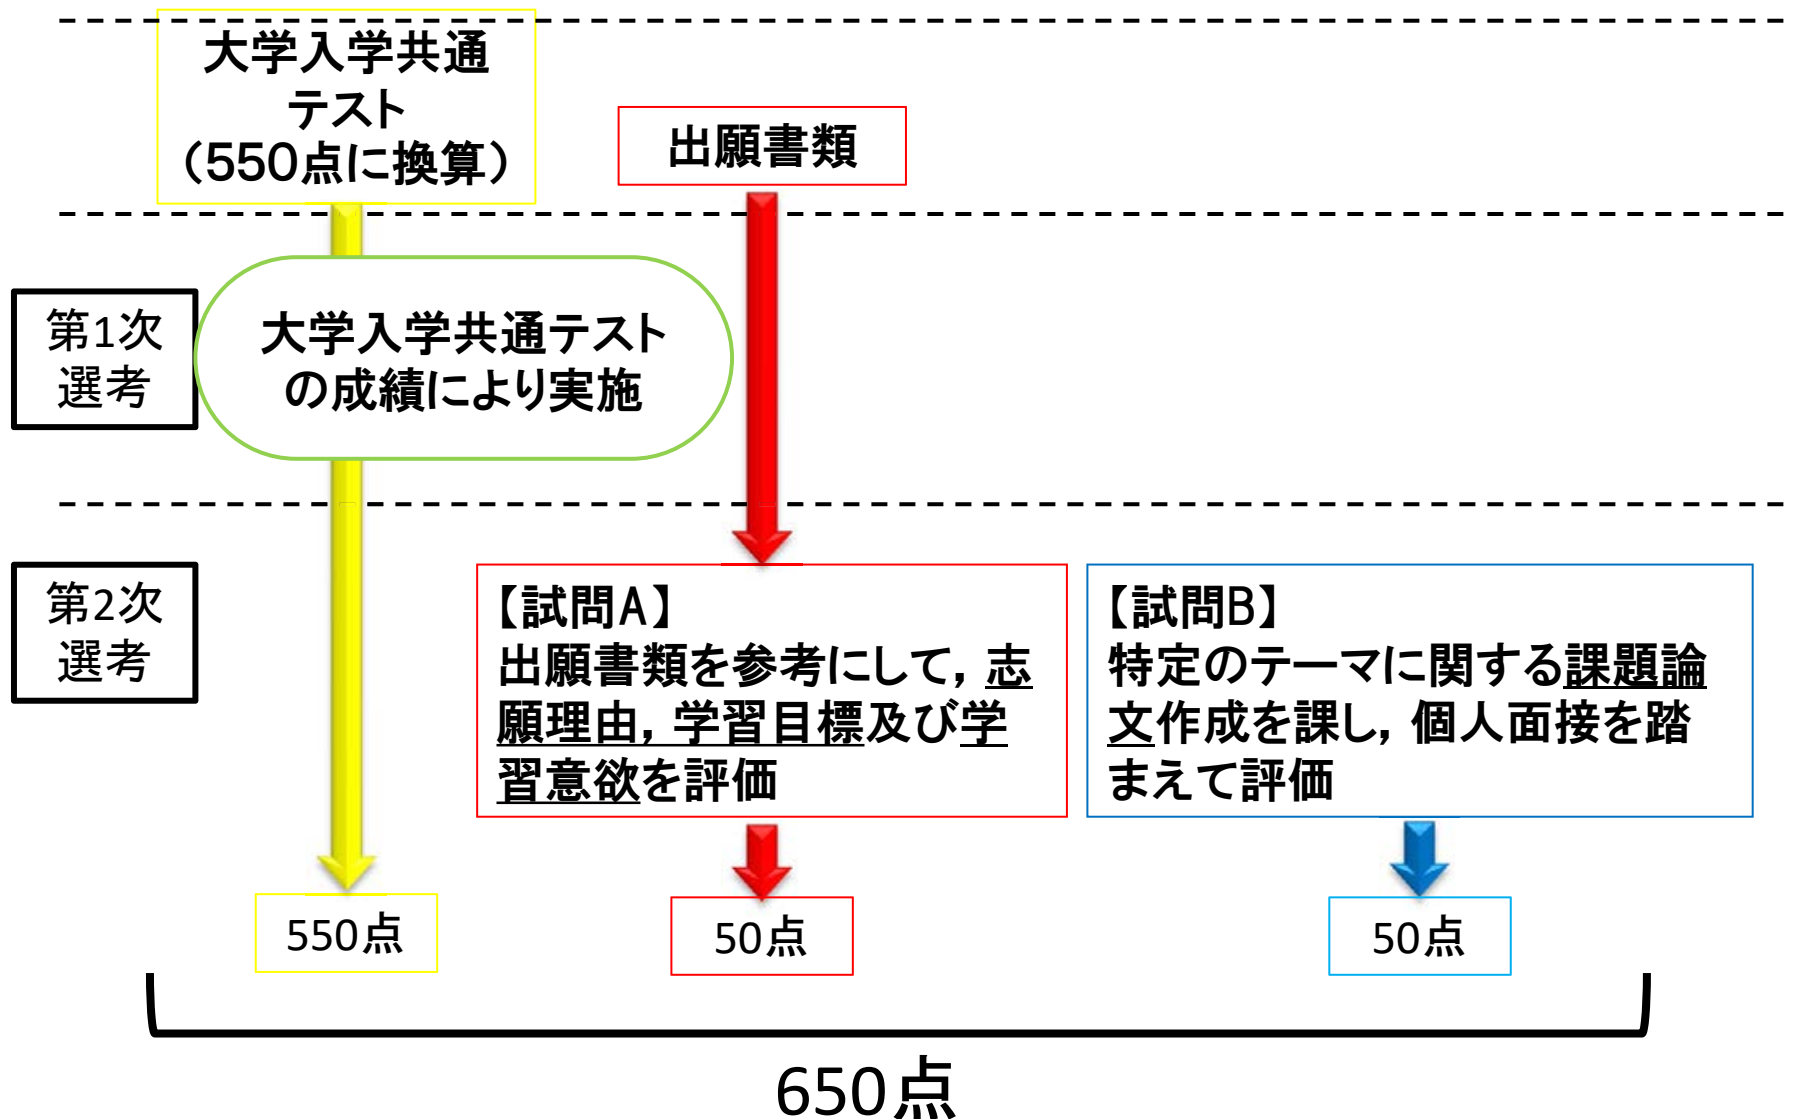 大学入学共通
テスト
（550点に換算）
出願書類
第1次
選考
大学入学共通テスト
の成績により実施
第2次
選考
【試問A】
出願書類を参考にして，志
願理由，学習目標及び学
習意欲を評価
【試問B】
特定のテーマに関する課題論
文作成を課し，個人面接を踏
まえて評価
550点
50点
50点
650点